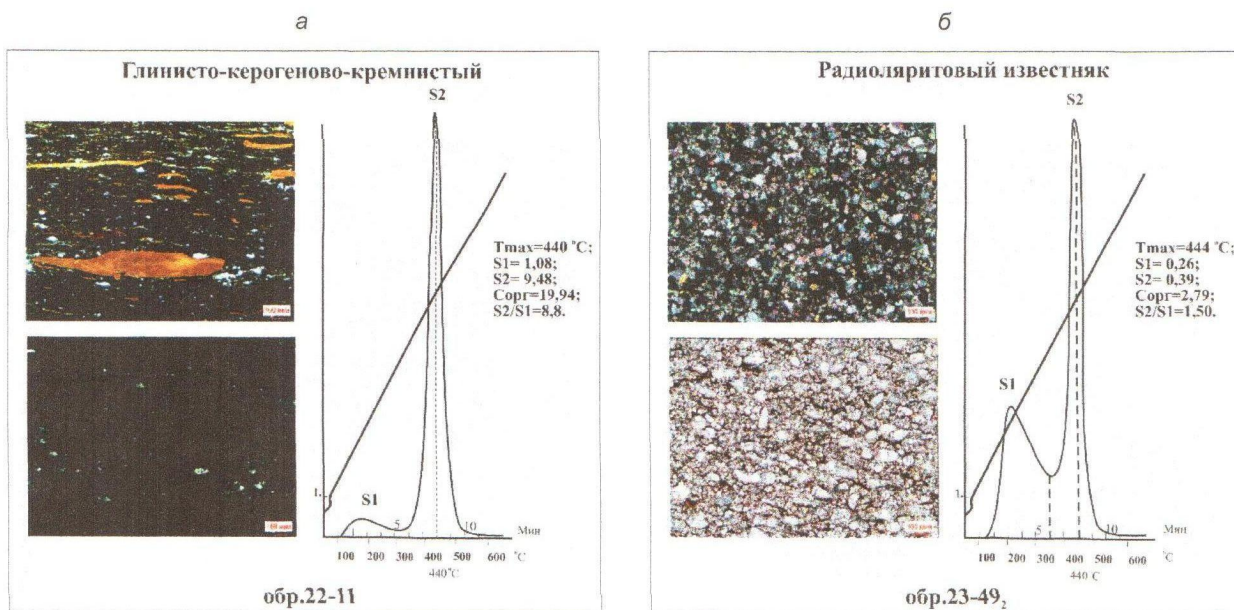 а
Глинисто-керогеново-кремнистый
S2
Tmax=440 °C;
S1= 1,08;
S2= 9,48;
Сорг=19,94;
S2/S1=8,8.
1.
S1
5
10
Мин
100 200 300 400 500 600 °C
440°C
обр.22-11
б
Радиоляритовый известняк
S2
Tmax=444 °C;
S1= 0,26;
S2= 0,39;
Сорг=2,79;
S2/S1=1,50.
S1
1.
5
10
Мин
100 200 300 400 500 600 °C
440 C
обр.23-49₂